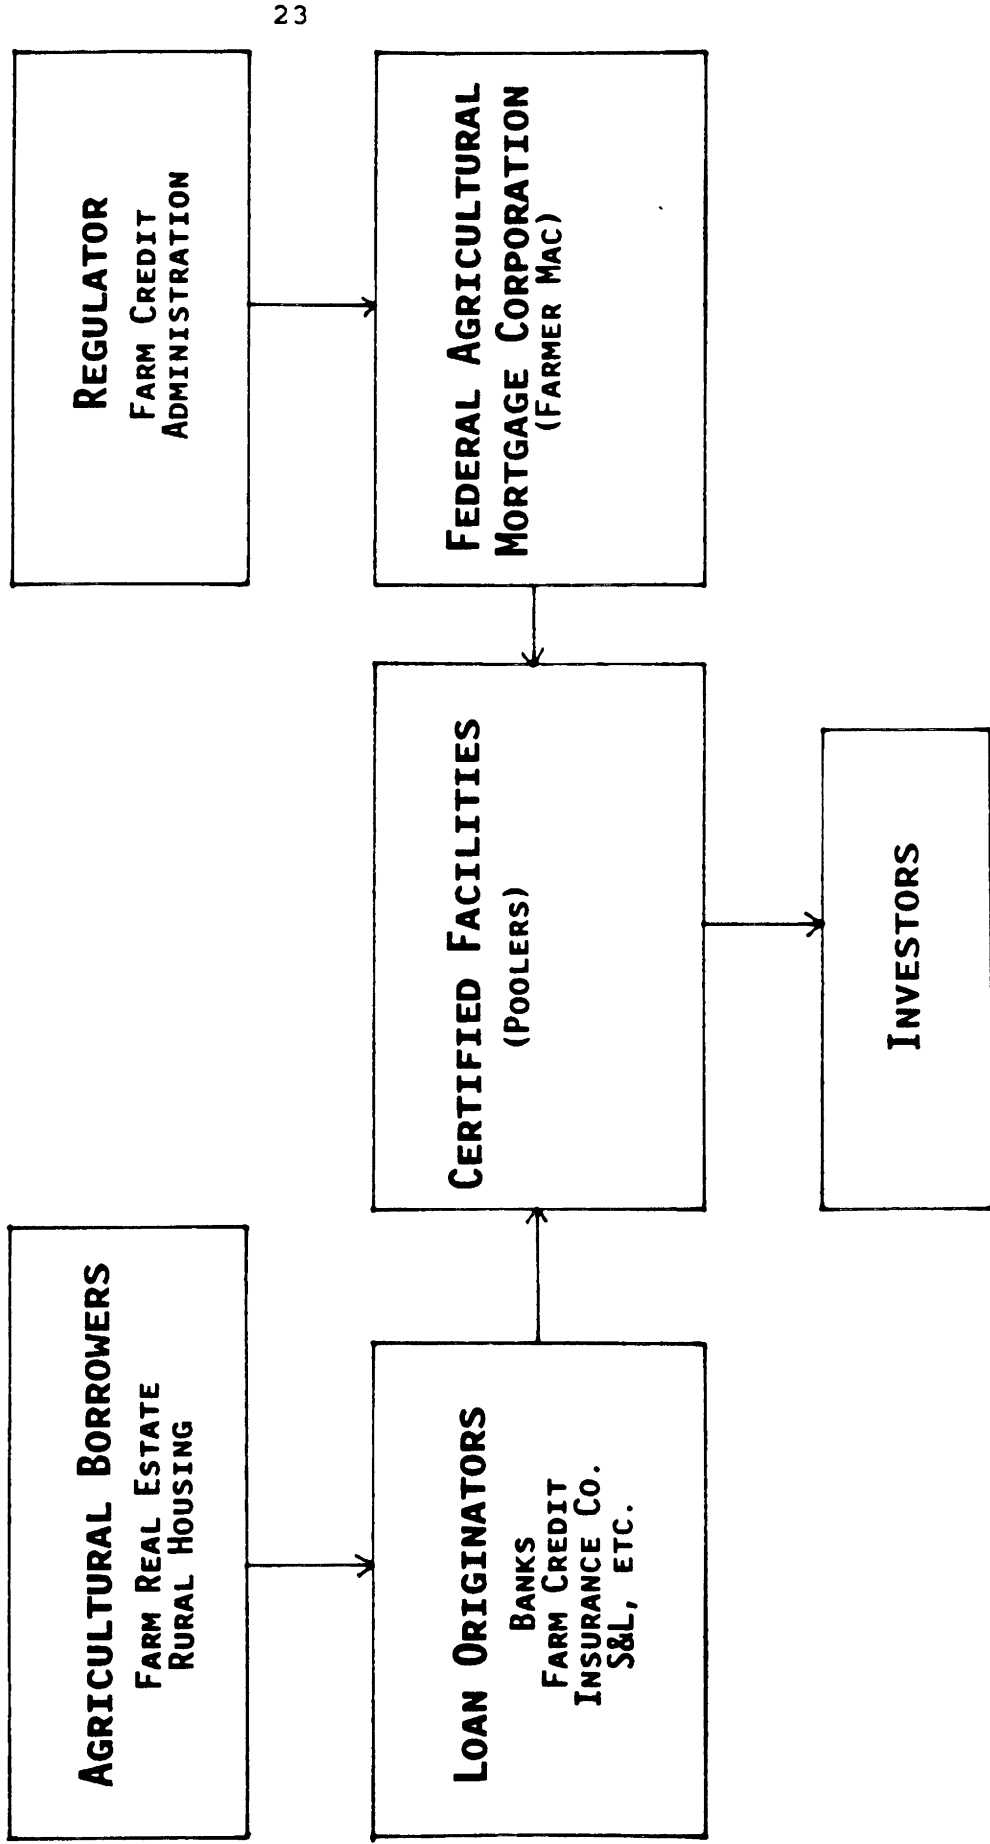 23
AGRICULTURAL BORROWERS
FARM REAL ESTATE
RURAL HOUSING
REGULATOR
FARM CREDIT
ADMINISTRATION
LOAN ORIGINATORS
BANKS
FARM CREDIT
INSURANCE CO.
S&L, ETC.
CERTIFIED FACILITIES
(POOLERS)
FEDERAL AGRICULTURAL
MORTGAGE CORPORATION
(FARMER MAC)
INVESTORS